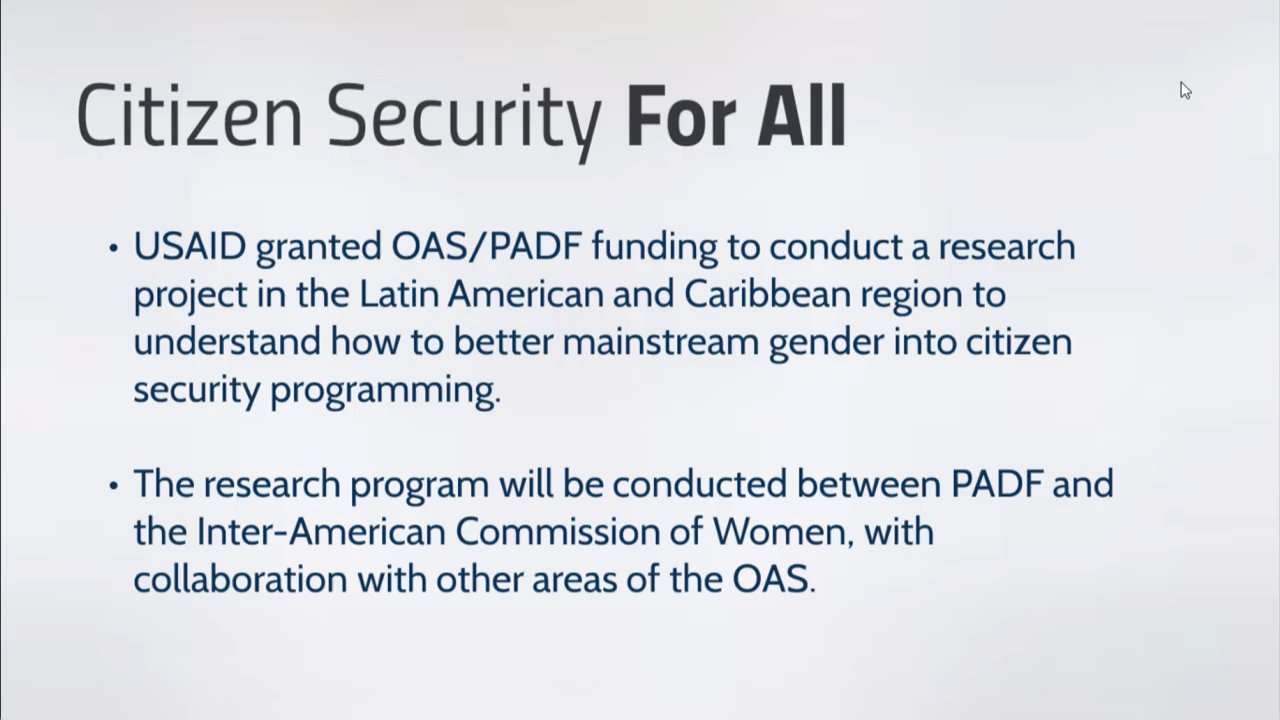 Citizen Security For All
• USAID granted OAS/PADF funding to conduct a research
project in the Latin American and Caribbean region to
understand how to better mainstream gender into citizen
security programming.
• The research program will be conducted between PADF and
the Inter-American Commission of Women, with
collaboration with other areas of the OAS.